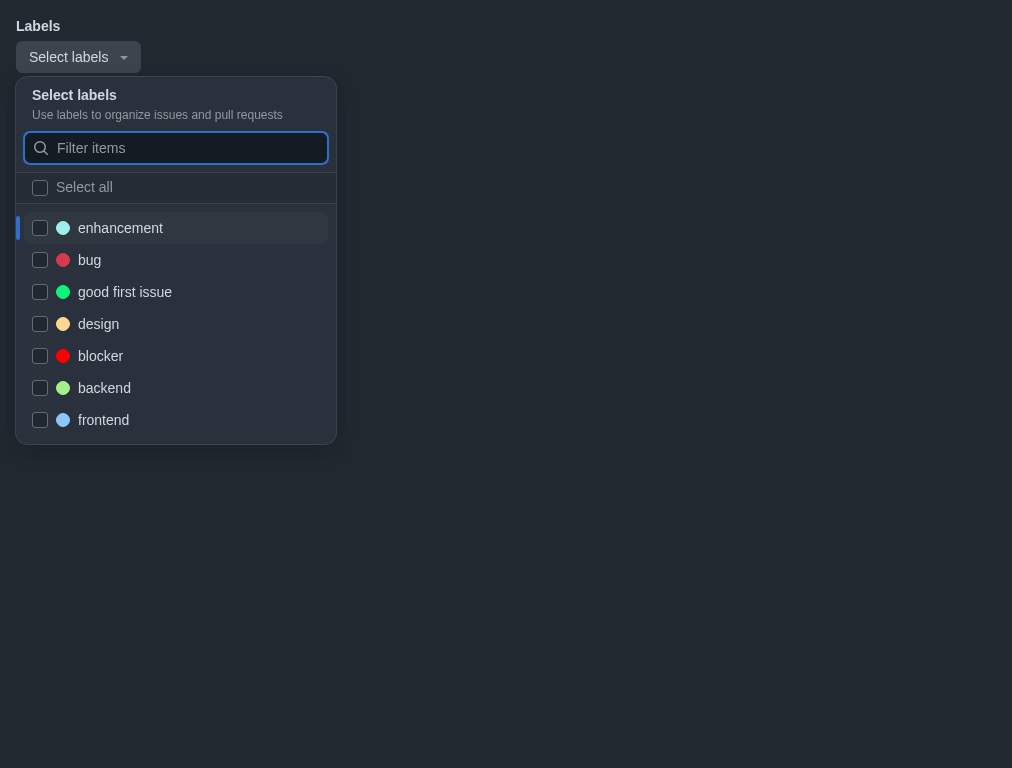 Labels
Select labels
Select labels
Use labels to organize issues and pull requests
Filter items
Select all
enhancement
bug
good first issue
design
blocker
backend
frontend